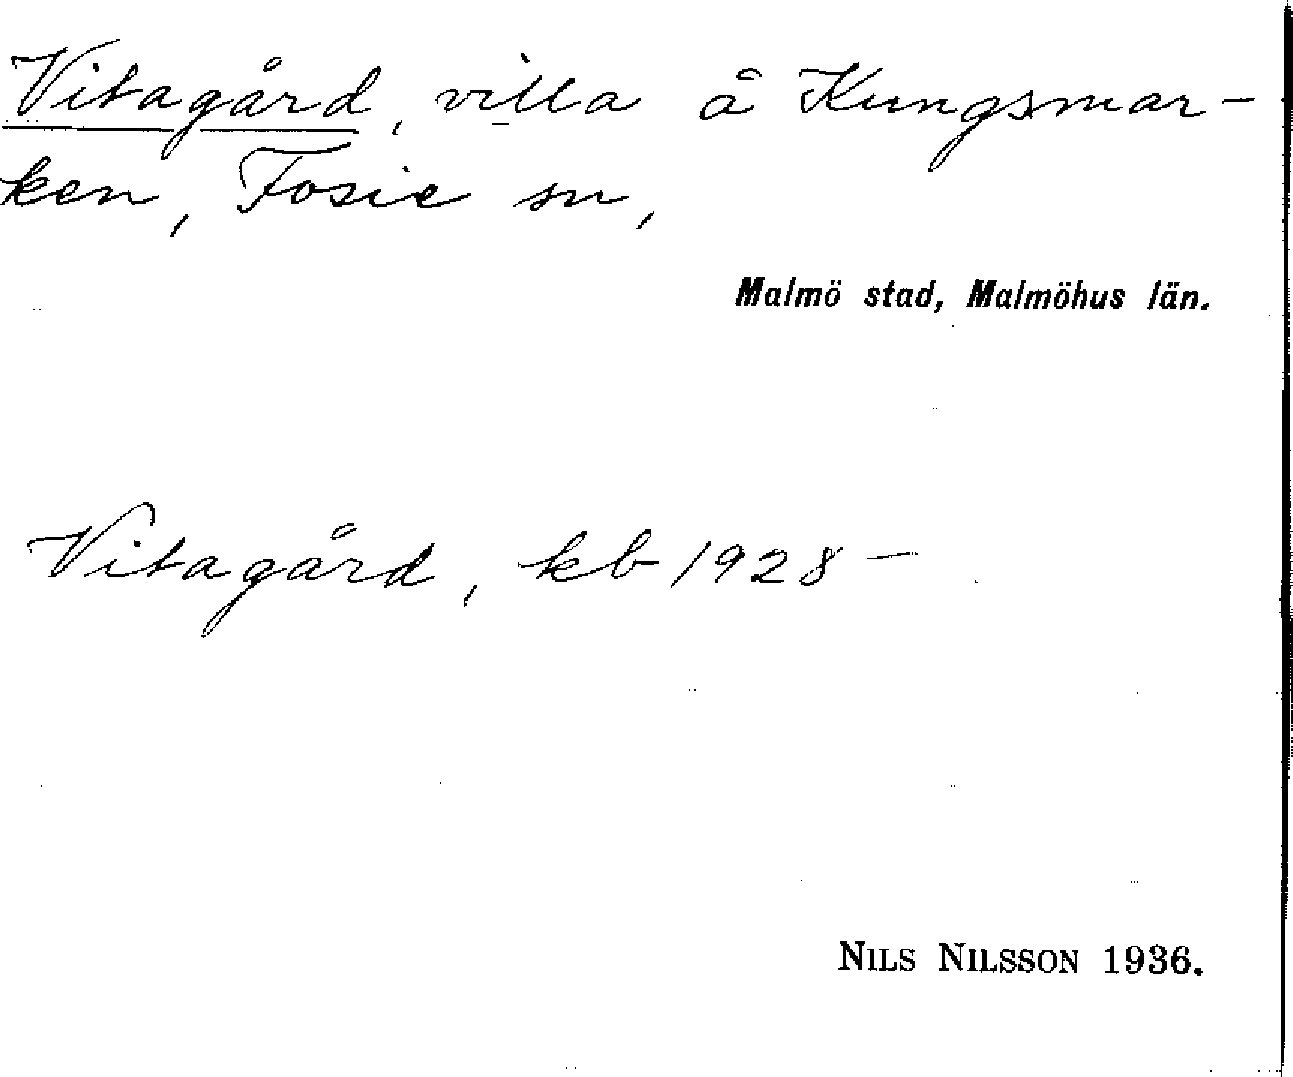 Vitagård, villa å Kungsmar-
ken, Fosie sn,
Malmö stad, Malmöhus län.
Vitagård, kb 1928 —
NILS NILSSON 1936.